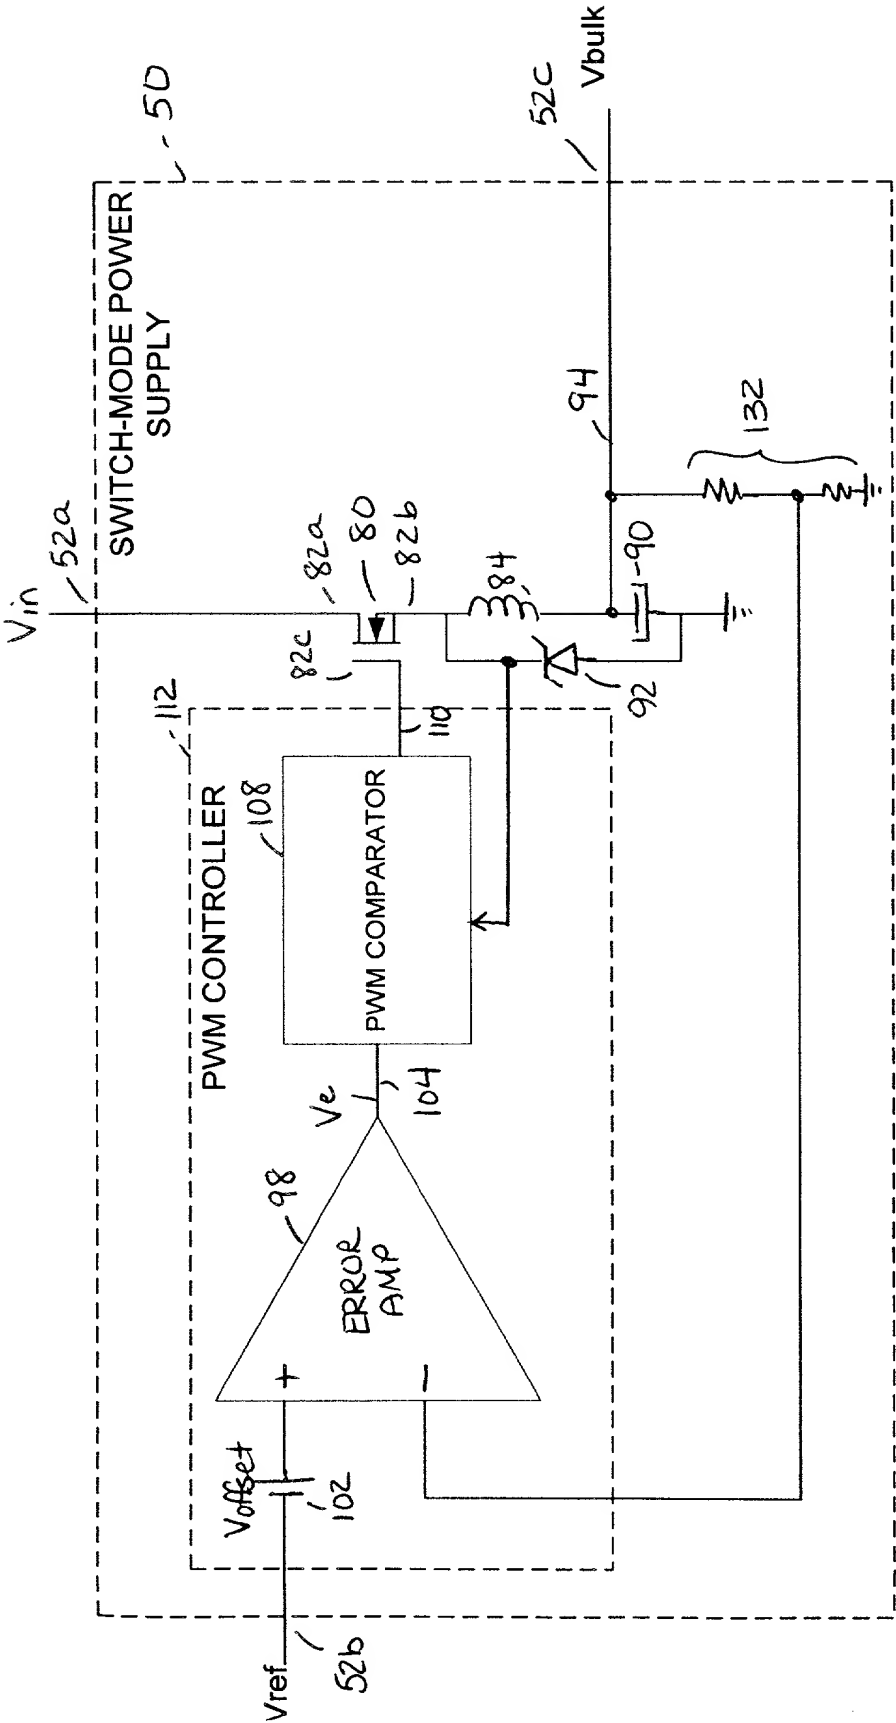 SWITCH-MODE POWER
SUPPLY
50
Vin
52a
82a
80
82b
82c
84
90
92
94
52c
Vbulk
132
112
PWM CONTROLLER
108
PWM COMPARATOR
110
Ve
104
98
ERROR
AMP
+
−
Voffset
102
Vref
52b